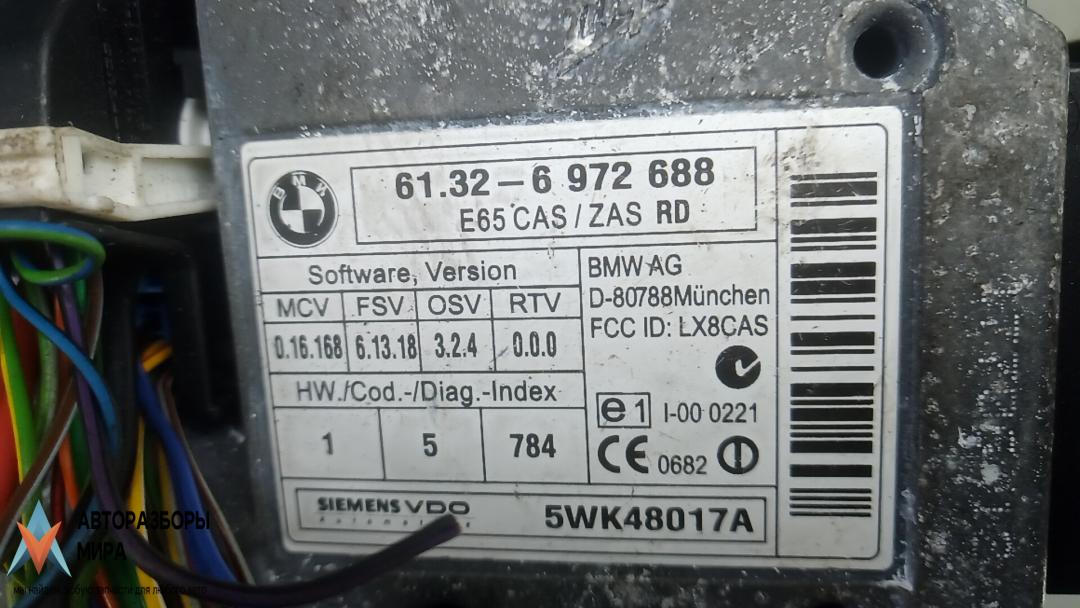 BMW
61.32-6 972 688
E65 CAS / ZAS RD
Software, Version
MCV FSV OSV RTV
0.16.168 6.13.18 3.2.4 0.0.0
HW./Cod.-/Diag.-Index
1 5 784
BMW AG
D-80788München
FCC ID: LX8CAS
e1 I-00 0221
CE 0682
SIEMENS VDO
Automotive
5WK48017A
АВТОРАЗБОРЫ
МИРА